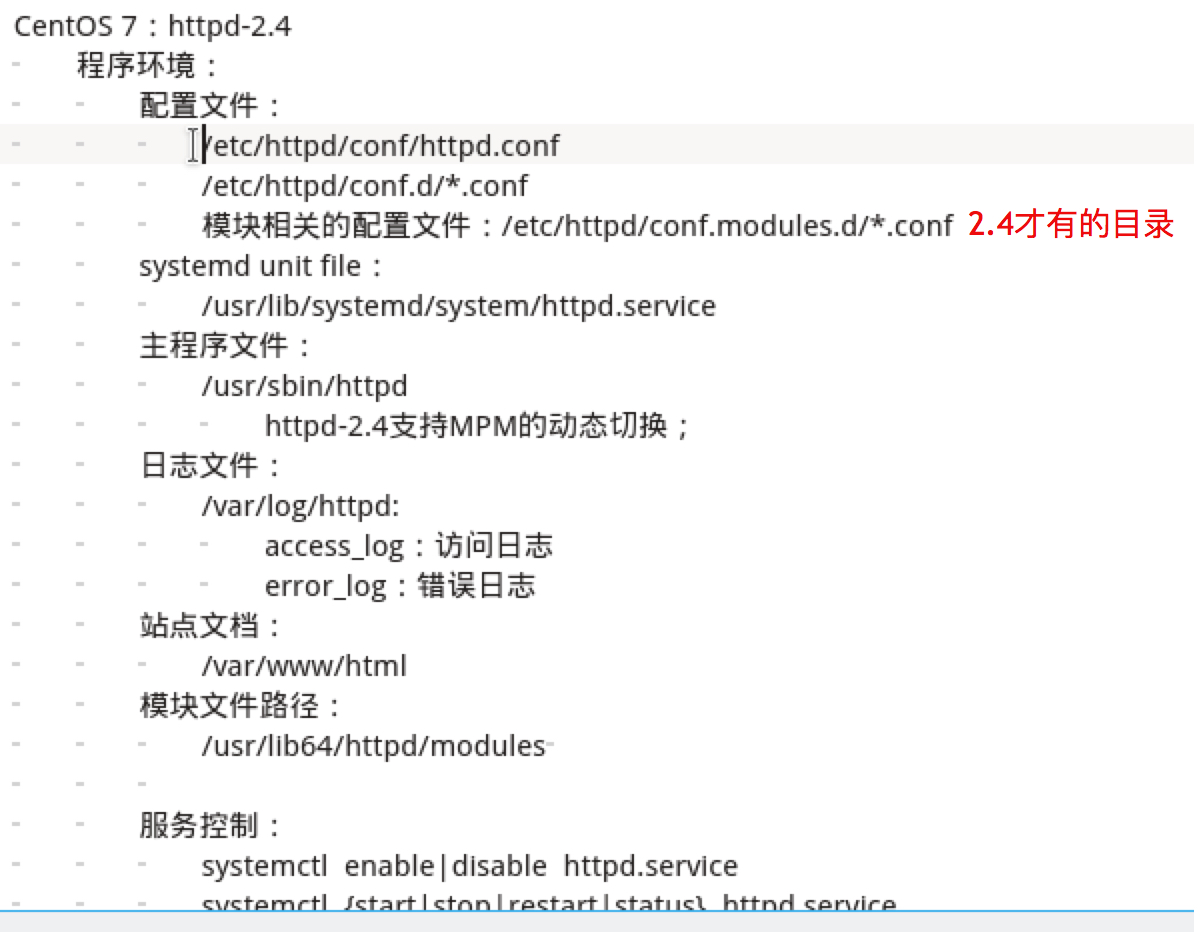 CentOS 7：httpd-2.4
程序环境：
配置文件：
/etc/httpd/conf/httpd.conf
/etc/httpd/conf.d/*.conf
模块相关的配置文件：/etc/httpd/conf.modules.d/*.conf 2.4才有的目录
systemd unit file：
/usr/lib/systemd/system/httpd.service
主程序文件：
/usr/sbin/httpd
httpd-2.4支持MPM的动态切换；
日志文件：
/var/log/httpd:
access_log：访问日志
error_log：错误日志
站点文档：
/var/www/html
模块文件路径：
/usr/lib64/httpd/modules
服务控制：
systemctl enable|disable httpd.service
systemctl {start|stop|restart|status} httpd.service